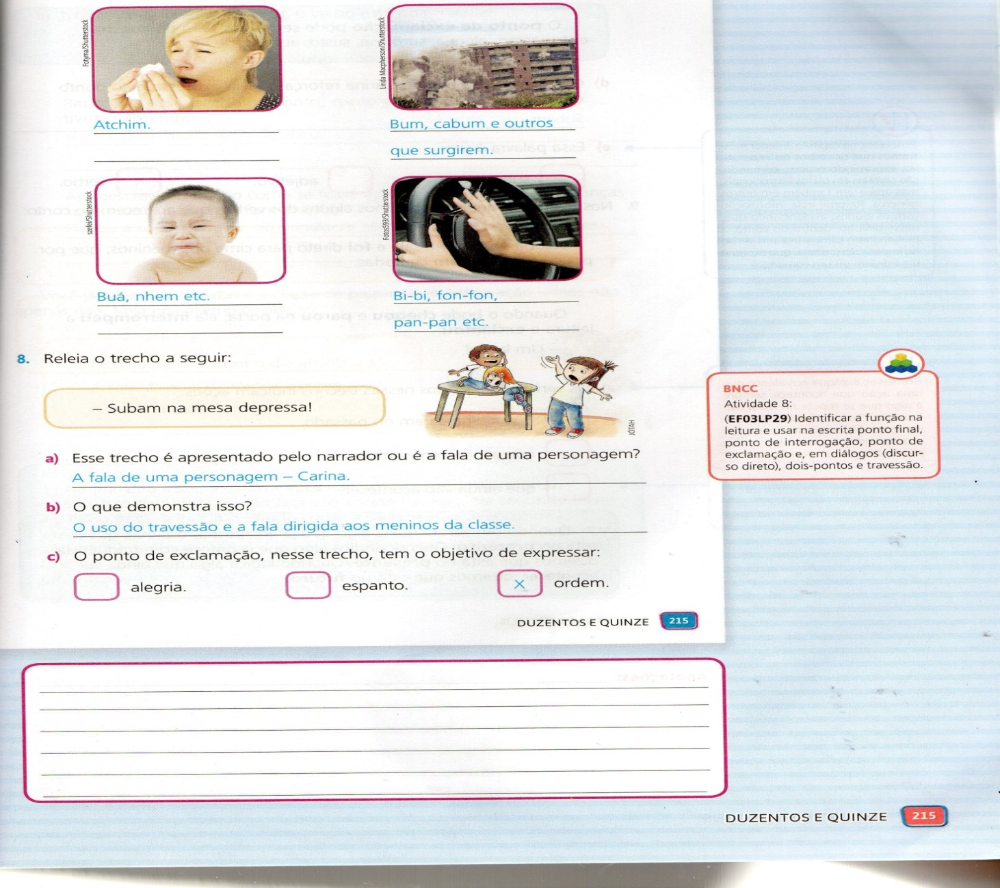 Fotyma/Shutterstock
Linda Macpherson/Shutterstock
Atchim.
Bum, cabum e outros
que surgirem.
szefei/Shutterstock
Fotos593/Shutterstock
Buá, nhem etc.
Bi-bi, fon-fon,
pan-pan etc.
8. Releia o trecho a seguir:
– Subam na mesa depressa!
JÓTAH
a) Esse trecho é apresentado pelo narrador ou é a fala de uma personagem?
A fala de uma personagem – Carina.
b) O que demonstra isso?
O uso do travessão e a fala dirigida aos meninos da classe.
c) O ponto de exclamação, nesse trecho, tem o objetivo de expressar:
alegria.
espanto.
X ordem.
DUZENTOS E QUINZE 215
BNCC
Atividade 8:
(EF03LP29) Identificar a função na
leitura e usar na escrita ponto final,
ponto de interrogação, ponto de
exclamação e, em diálogos (discur-
so direto), dois-pontos e travessão.
DUZENTOS E QUINZE 215